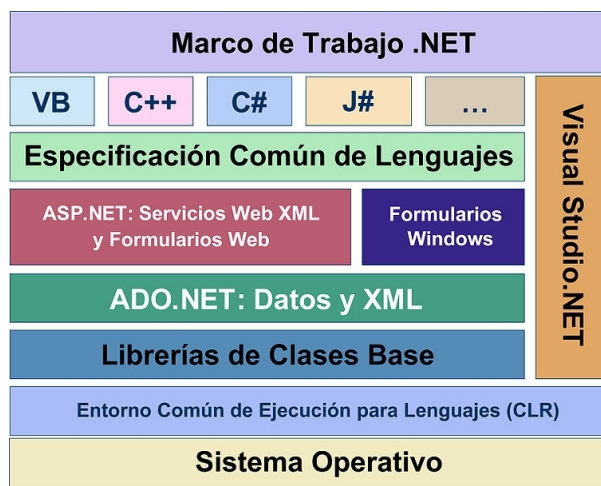 Marco de Trabajo .NET
VB
C++
C#
J#
...
Especificación Común de Lenguajes
ASP.NET: Servicios Web XML
y Formularios Web
Formularios
Windows
ADO.NET: Datos y XML
Librerías de Clases Base
Visual Studio.NET
Entorno Común de Ejecución para Lenguajes (CLR)
Sistema Operativo